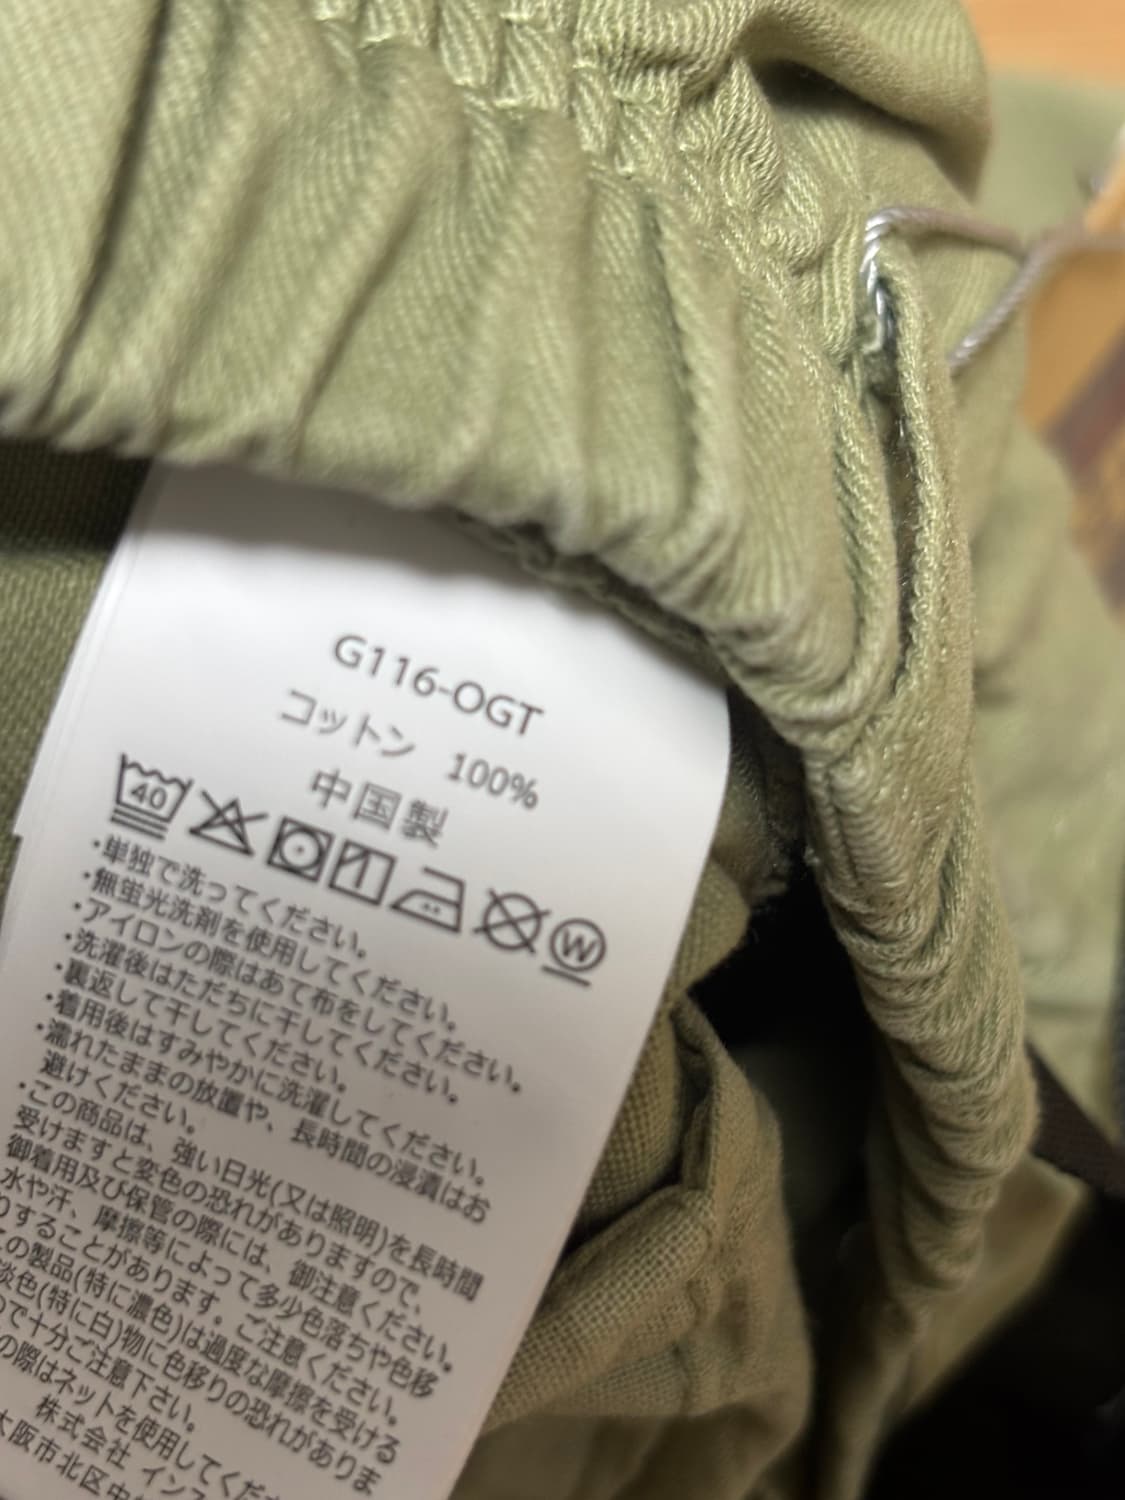 G116-OGT
コットン 100%
中国製
40
W
・単独で洗ってください。
・無蛍光洗剤を使用してください。
・アイロンの際はあて布をしてください。
・洗濯後はただちに干してください。
・裏返して干してください。
・着用後はすみやかに洗濯してください。
・濡れたままの放置や、長時間の浸漬はお
避けください。
・この商品は、強い日光(又は照明)を長時間
受けますと変色の恐れがありますので、
御着用及び保管の際には、御注意ください。
水や汗、摩擦等によって多少色落ちや色移
りすることがあります。ご注意ください。
この製品(特に濃色)は過度な摩擦を受ける
淡色(特に白)物に色移りの恐れがありま
ので十分ご注意下さい。
の際はネットを使用してくだ
株式会社 イン
大阪市北区中